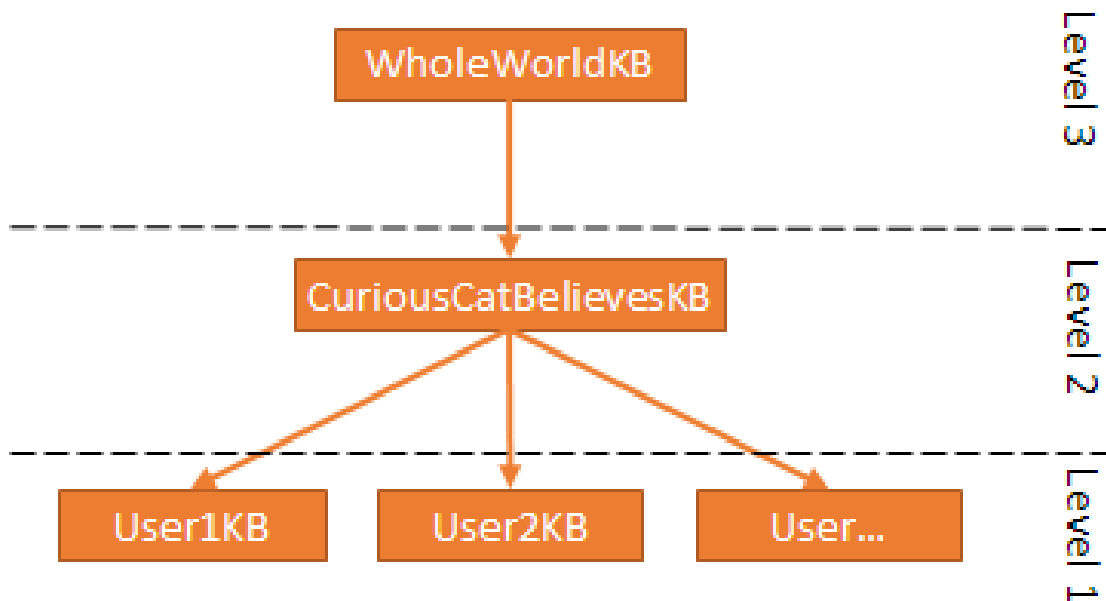 WholeWorldKB
Level 3
CuriousCatBelievesKB
Level 2
User1KB
User2KB
User...
Level 1